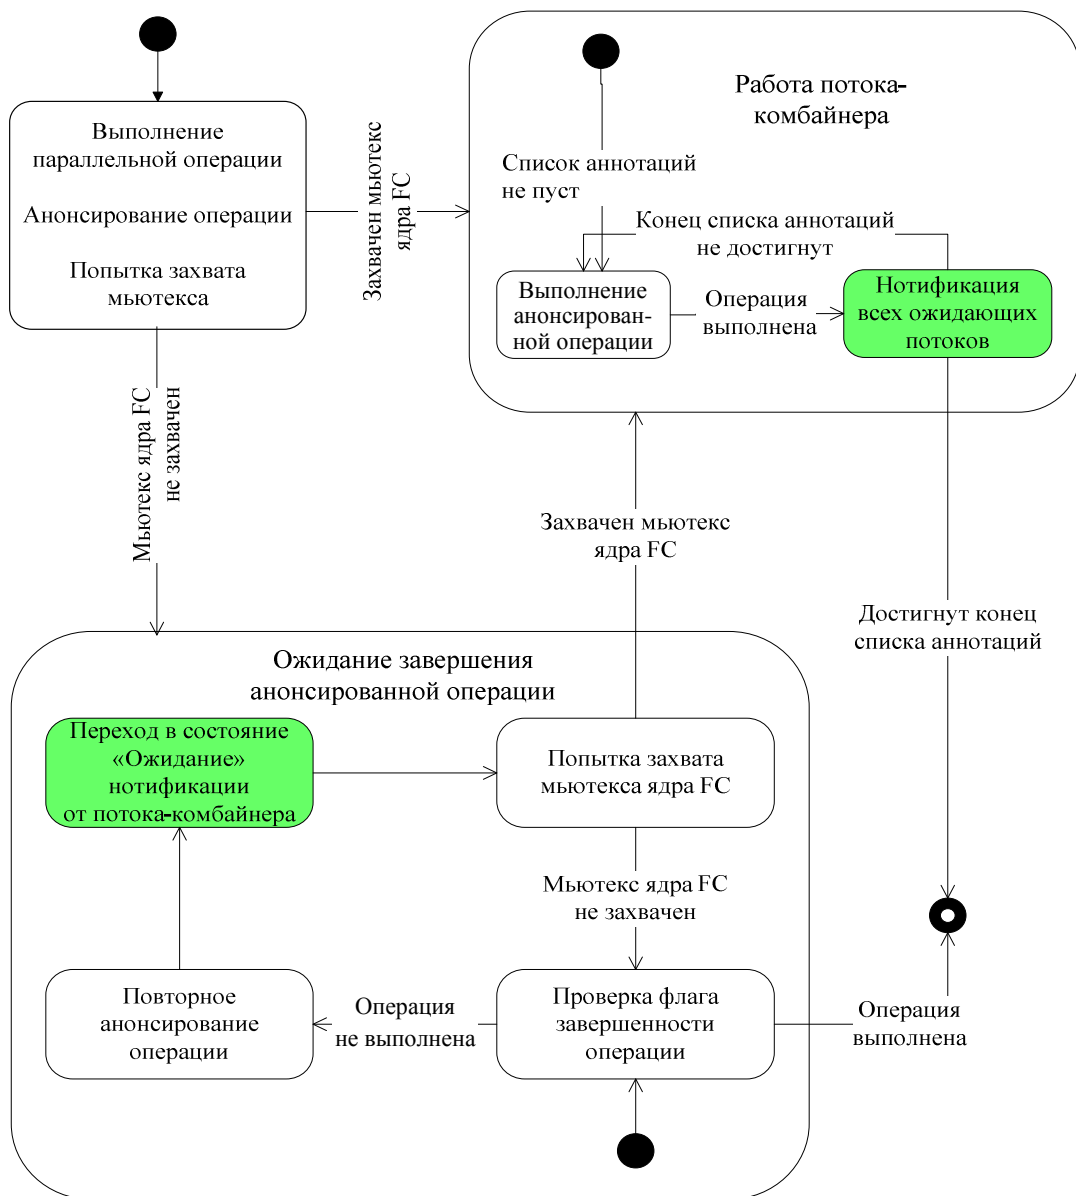 Выполнение
параллельной операции
Анонсирование операции
Попытка захвата
мьютекса
Захвачен мьютекс
ядра FC
Работа потока-
комбайнера
Список аннотаций
не пуст
Конец списка аннотаций
не достигнут
Выполнение
анонсирован-
ной операции
Операция
выполнена
Нотификация
всех ожидающих
потоков
Мьютекс ядра FC
не захвачен
Захвачен мьютекс
ядра FC
Достигнут конец
списка аннотаций
Ожидание завершения
анонсированной операции
Переход в состояние
«Ожидание»
нотификации
от потока-комбайнера
Попытка захвата
мьютекса ядра FC
Мьютекс ядра FC
не захвачен
Повторное
анонсирование
операции
Операция
не выполнена
Проверка флага
завершенности
операции
Операция
выполнена